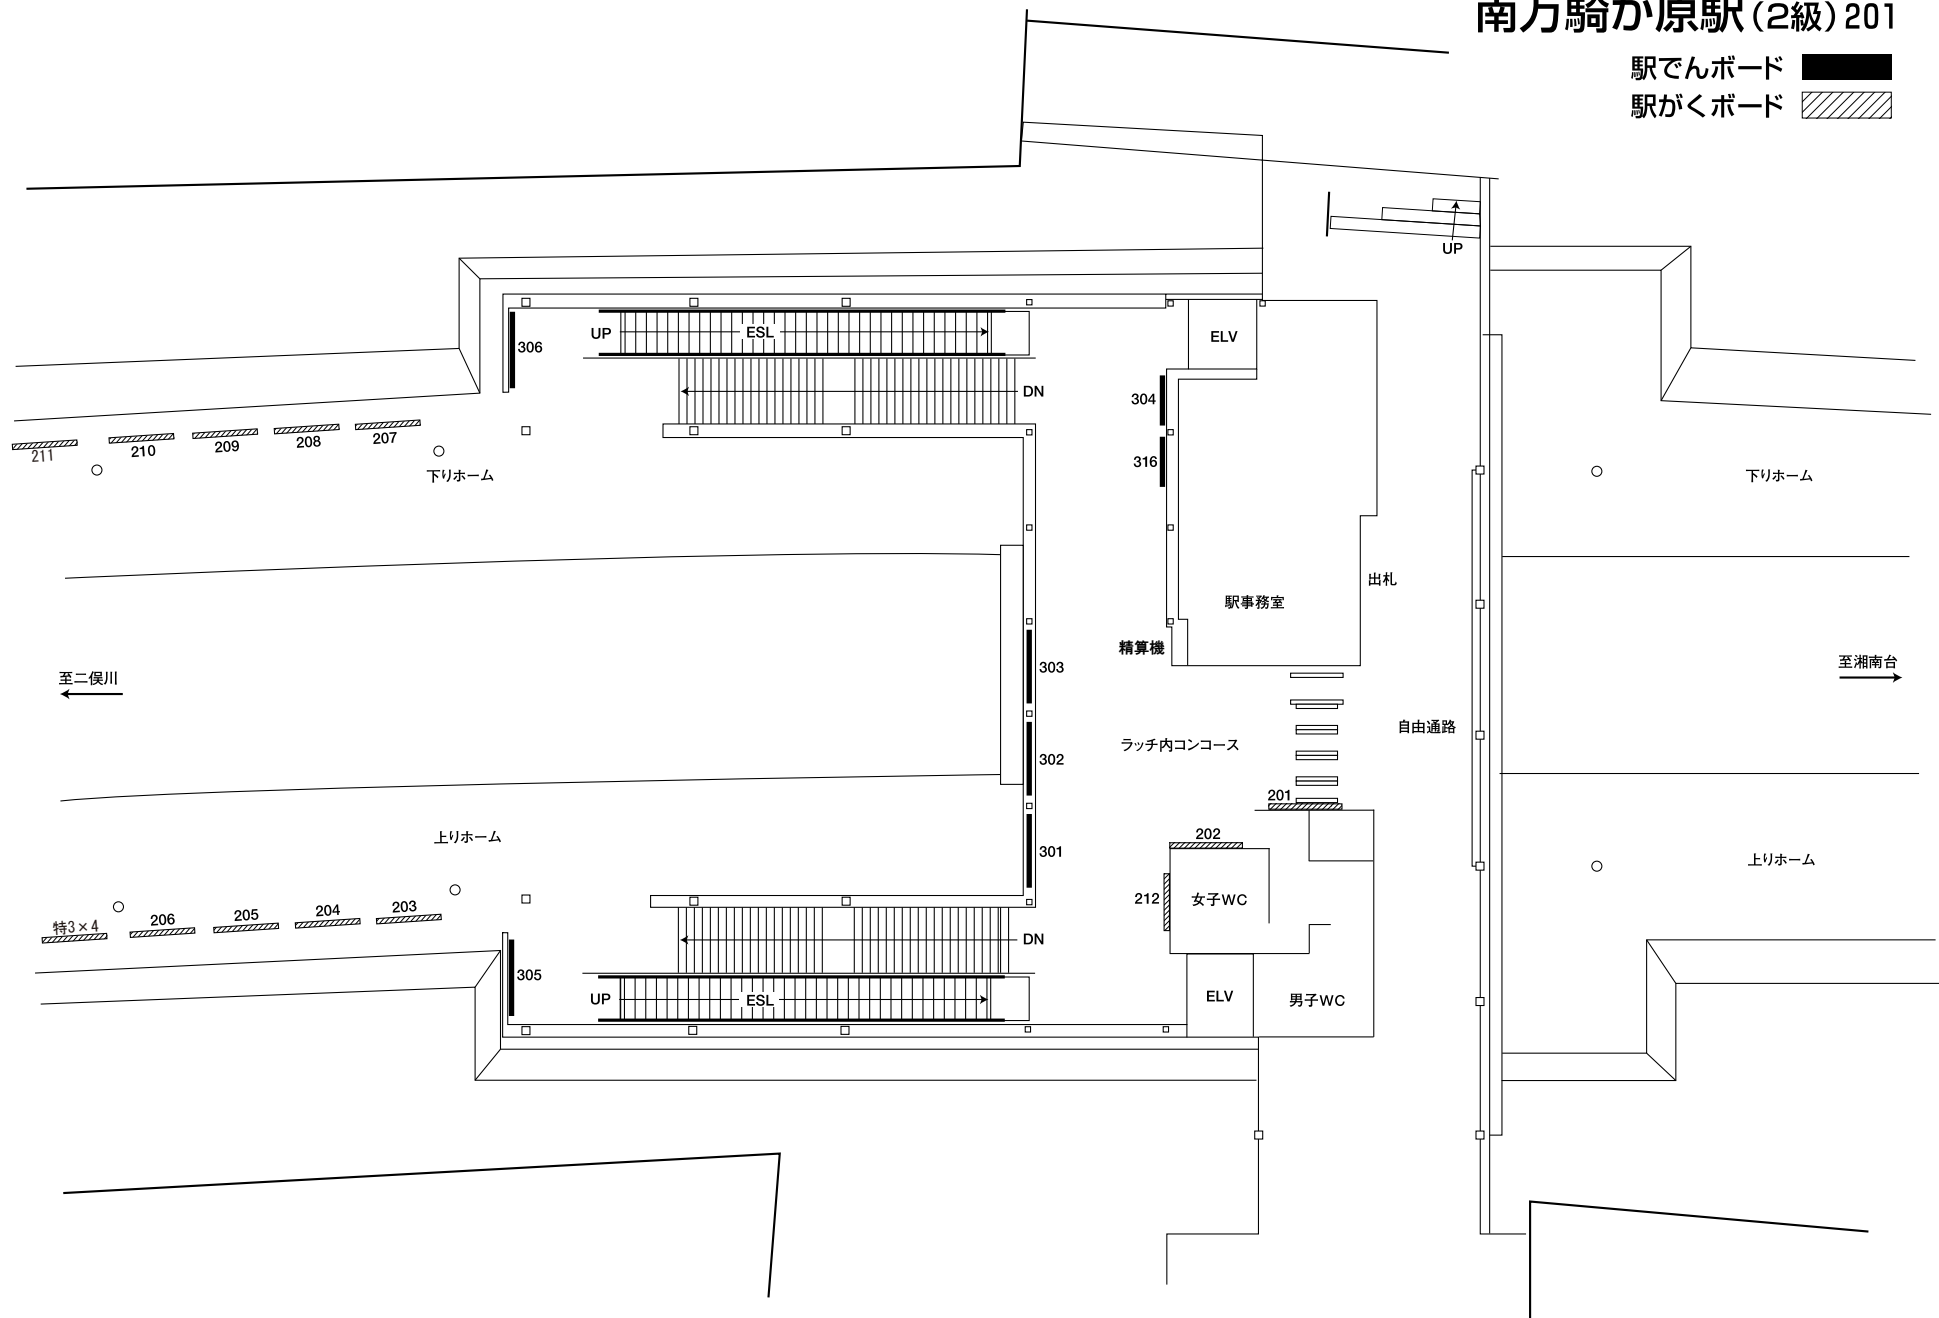 南万騎が原駅(2級)201
駅でんボード
駅がくボード
UP
UP
ESL
ELV
306
DN
304
316
211
210
209
208
207
下りホーム
下りホーム
出札
駅事務室
精算機
303
至二俣川
至湘南台
自由通路
ラッチ内コンコース
302
201
202
上りホーム
301
上りホーム
212
女子WC
特3×4
206
205
204
203
DN
305
UP
ESL
ELV
男子WC